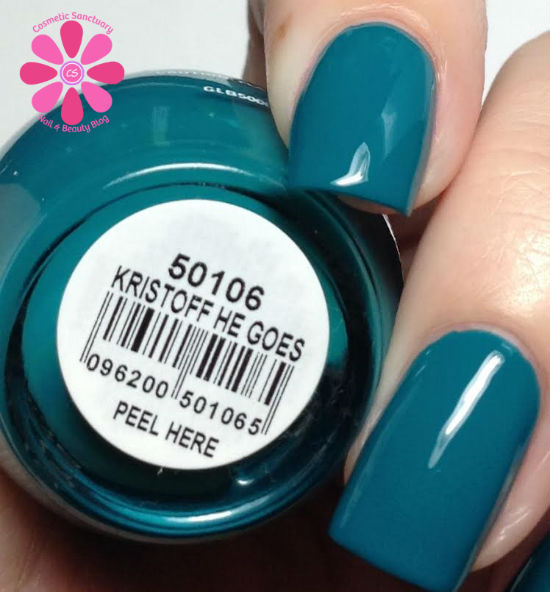 Cosmetic Sanctuary
CS
Nail & Beauty Blog
50106
KRISTOFF HE GOES
096200 501065
PEEL HERE